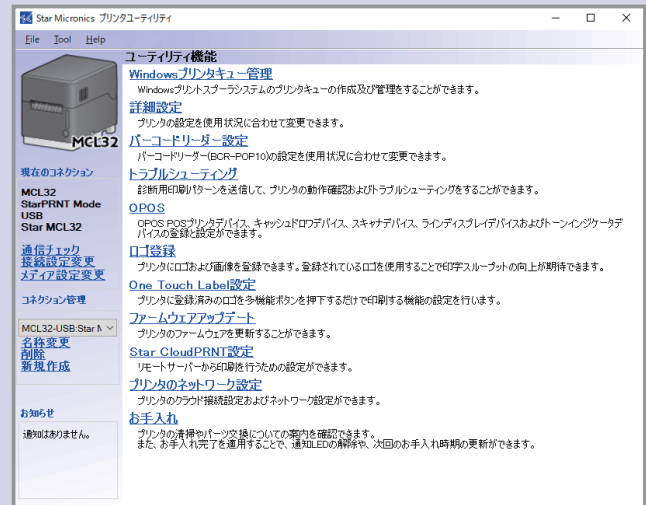 Star Micronics プリンタユーティリティ
File Tool Help
MCL32
現在のコネクション
MCL32
StarPRNT Mode
USB
Star MCL32
通信チェック
接続設定変更
メディア設定変更
コネクション管理
MCL32-USB:Star M
名称変更
削除
新規作成
お知らせ
通知はありません。
ユーティリティ機能
Windowsプリンタキュー管理
Windowsプリントスプーラシステムのプリンタキューの作成及び管理をすることができます。
詳細設定
プリンタの設定を使用状況に合わせて変更できます。
バーコードリーダー設定
バーコードリーダー(BCR-POP10)の設定を使用状況に合わせて変更できます。
トラブルシューティング
診断用印刷パターンを送信して、プリンタの動作確認およびトラブルシューティングをすることができます。
OPOS
OPOS POSプリンタデバイス、キャッシュドロワデバイス、スキャナデバイス、ラインディスプレイデバイスおよびトーンインジケータデ
バイスの登録と設定ができます。
ロゴ登録
プリンタにロゴおよび画像を登録できます。登録されているロゴを使用することで印字スループットの向上が期待できます。
One Touch Label設定
プリンタに登録済みのロゴを多機能ボタンを押下するだけで印刷する機能の設定を行います。
ファームウェアアップデート
プリンタのファームウェアを更新することができます。
Star CloudPRNT設定
リモートサーバーから印刷を行うための設定ができます。
プリンタのネットワーク設定
プリンタのクラウド接続設定およびネットワーク設定ができます。
お手入れ
プリンタの清掃やパーツ交換についての案内を確認できます。
また、お手入れ完了を適用することで、通知LEDの解除や、次回のお手入れ時期の更新ができます。